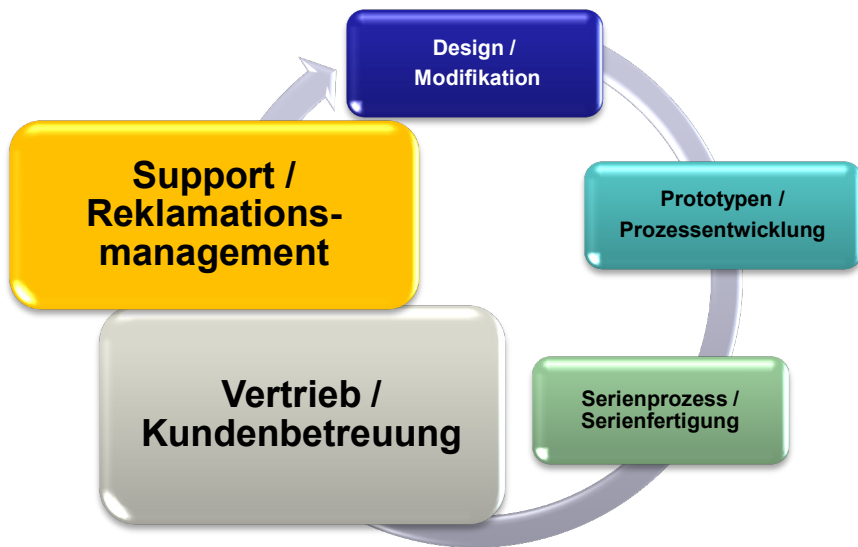 Design /
Modifikation
Prototypen /
Prozessentwicklung
Serienprozess /
Serienfertigung
Vertrieb /
Kundenbetreuung
Support /
Reklamations-
management